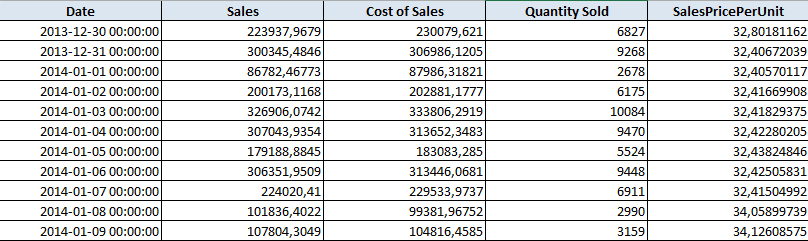 Date Sales Cost of Sales Quantity Sold SalesPricePerUnit
2013-12-30 00:00:00 223937,9679 230079,621 6827 32,80181162
2013-12-31 00:00:00 300345,4846 306986,1205 9268 32,40672039
2014-01-01 00:00:00 86782,46773 87986,31821 2678 32,40570117
2014-01-02 00:00:00 200173,1168 202881,1777 6175 32,41669908
2014-01-03 00:00:00 326906,0742 333806,2919 10084 32,41829375
2014-01-04 00:00:00 307043,9354 313652,3483 9470 32,42280205
2014-01-05 00:00:00 179188,8845 183083,285 5524 32,43824846
2014-01-06 00:00:00 306351,9509 313446,0681 9448 32,42505831
2014-01-07 00:00:00 224020,41 229533,9737 6911 32,41504992
2014-01-08 00:00:00 101836,4022 99381,96752 2990 34,05899739
2014-01-09 00:00:00 107804,3049 104816,4585 3159 34,12608575